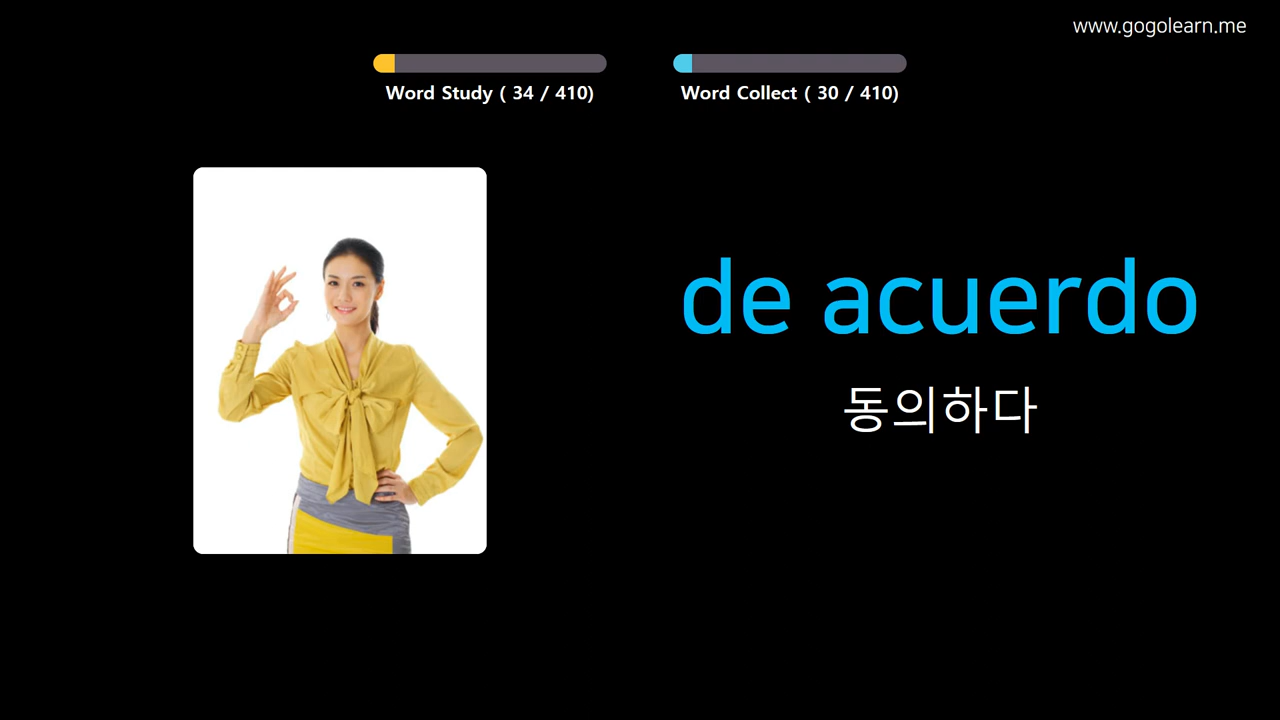 www.gogolearn.me
Word Study ( 34 / 410)
Word Collect ( 30 / 410)
de acuerdo
동의하다